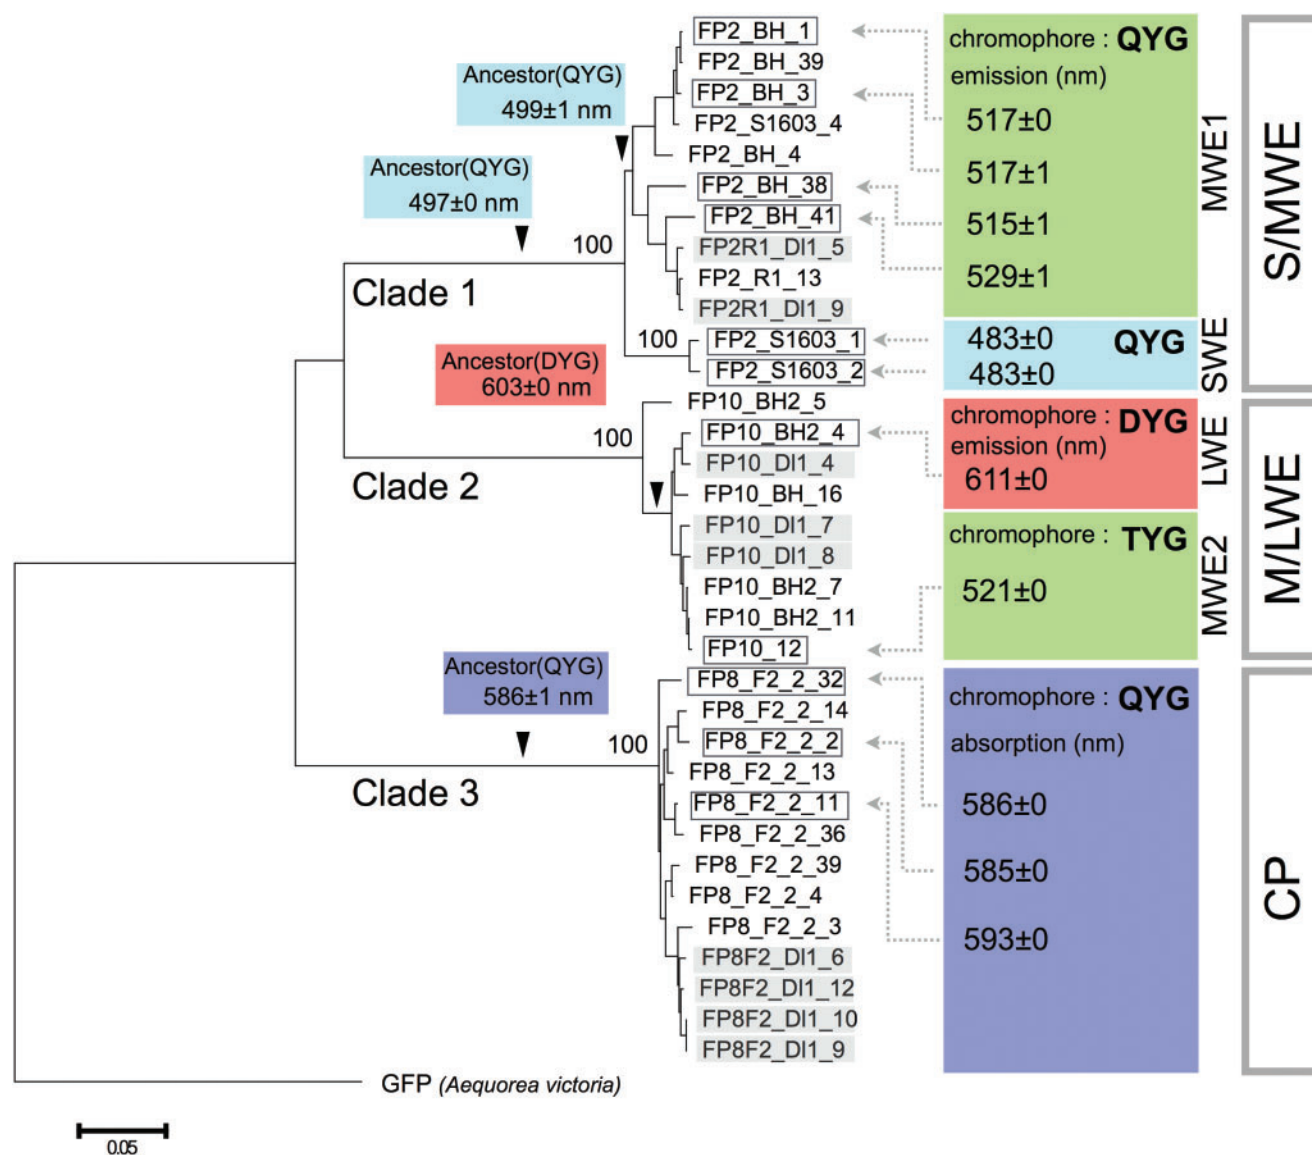 Ancestor(QYG)
499±1 nm
Ancestor(QYG)
497±0 nm
100
Clade 1
100
Ancestor(DYG)
603±0 nm
100
Clade 2
Ancestor(QYG)
586±1 nm
100
Clade 3
FP2_BH_1
FP2_BH_39
FP2_BH_3
FP2_S1603_4
FP2_BH_4
FP2_BH_38
FP2_BH_41
FP2R1_DI1_5
FP2_R1_13
FP2R1_DI1_9
FP2_S1603_1
FP2_S1603_2
FP10_BH2_5
FP10_BH2_4
FP10_DI1_4
FP10_BH_16
FP10_DI1_7
FP10_DI1_8
FP10_BH2_7
FP10_BH2_11
FP10_12
FP8_F2_2_32
FP8_F2_2_14
FP8_F2_2_2
FP8_F2_2_13
FP8_F2_2_11
FP8_F2_2_36
FP8_F2_2_39
FP8_F2_2_4
FP8_F2_2_3
FP8F2_DI1_6
FP8F2_DI1_12
FP8F2_DI1_10
FP8F2_DI1_9
GFP (Aequorea victoria)
0.05
chromophore : QYG
emission (nm)
517±0
517±1
515±1
529±1
MWE1
483±0 QYG
483±0
SWE
S/MWE
chromophore : DYG
emission (nm)
611±0
LWE
chromophore : TYG
521±0
MWE2
M/LWE
chromophore : QYG
absorption (nm)
586±0
585±0
593±0
CP